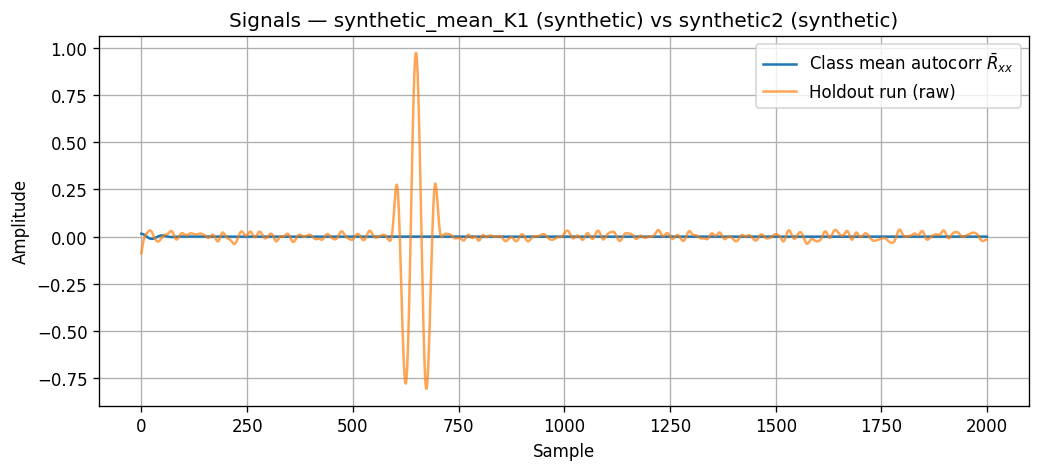 Signals — synthetic_mean_K1 (synthetic) vs synthetic2 (synthetic)
Class mean autocorr R̄xx
Holdout run (raw)
Amplitude
1.00
0.75
0.50
0.25
0.00
−0.25
−0.50
−0.75
0 250 500 750 1000 1250 1500 1750 2000
Sample